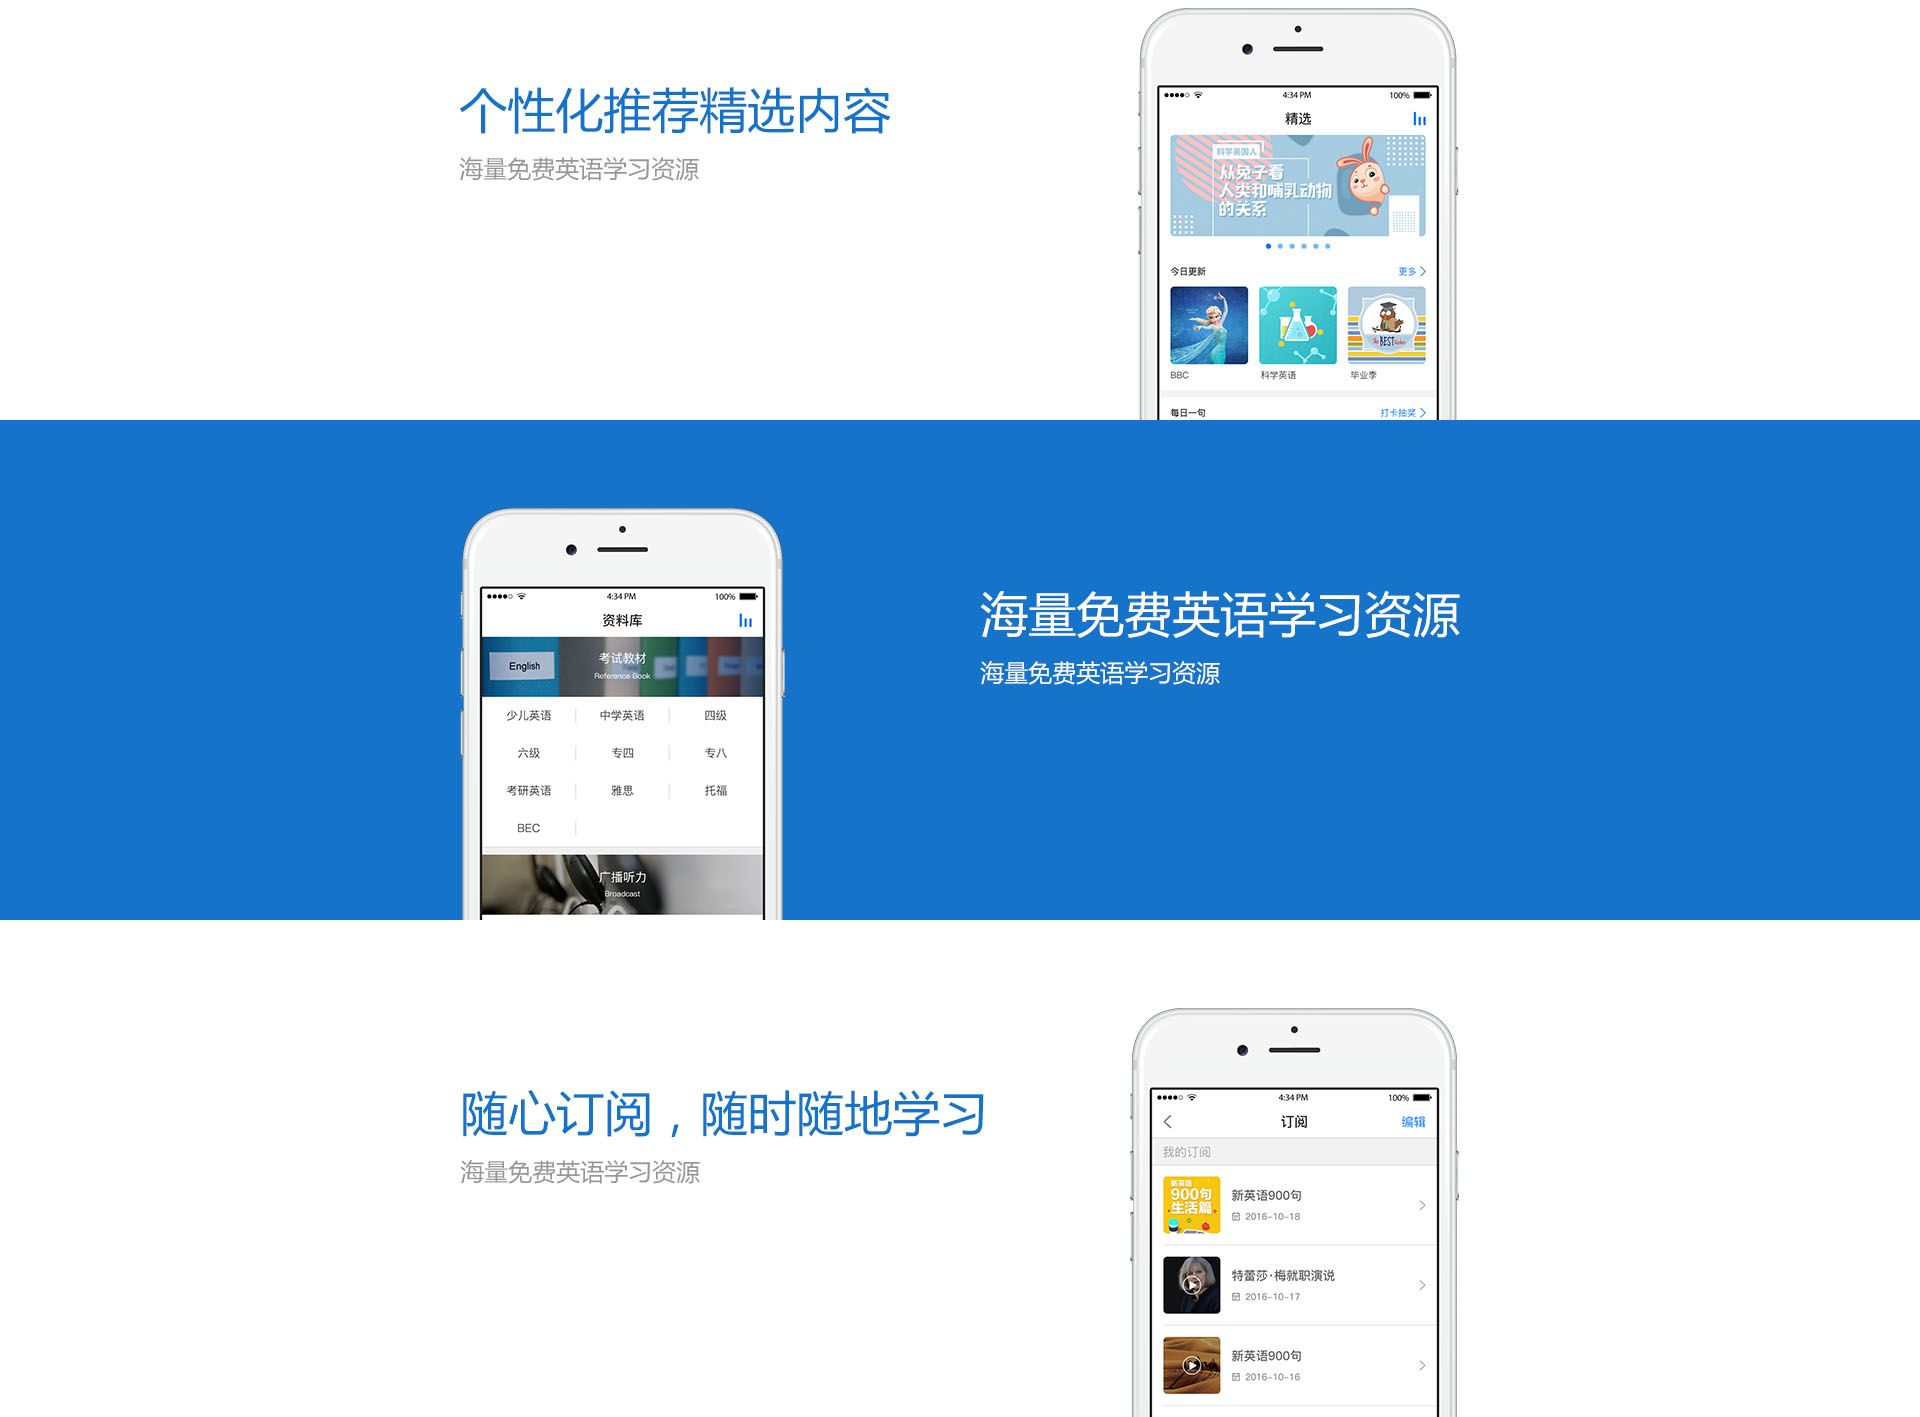 个性化推荐精选内容
海量免费英语学习资源
4:34 PM
100%
精选
科学美国人
从兔子看
人类和哺乳动物
的关系
今日更新
更多
BEST
BBC
科学英语
毕业季
每日一句
打卡抽奖
4:34 PM
100%
资料库
English
考试教材
Reference Book
少儿英语
中学英语
四级
六级
专四
专八
考研英语
雅思
托福
BEC
广播听力
Broadcast
海量免费英语学习资源
海量免费英语学习资源
随心订阅，随时随地学习
海量免费英语学习资源
4:34 PM
100%
订阅
编辑
我的订阅
新英语
900句
生活篇
新英语900句
2016-10-18
特蕾莎·梅就职演说
2016-10-17
新英语900句
2016-10-16